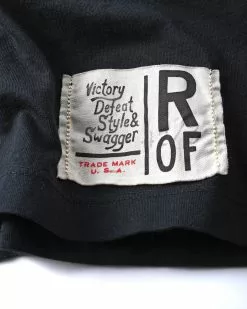 Victory
Defeat
Style &
Swagger
TRADE MARK
U. S. A.
R
OF